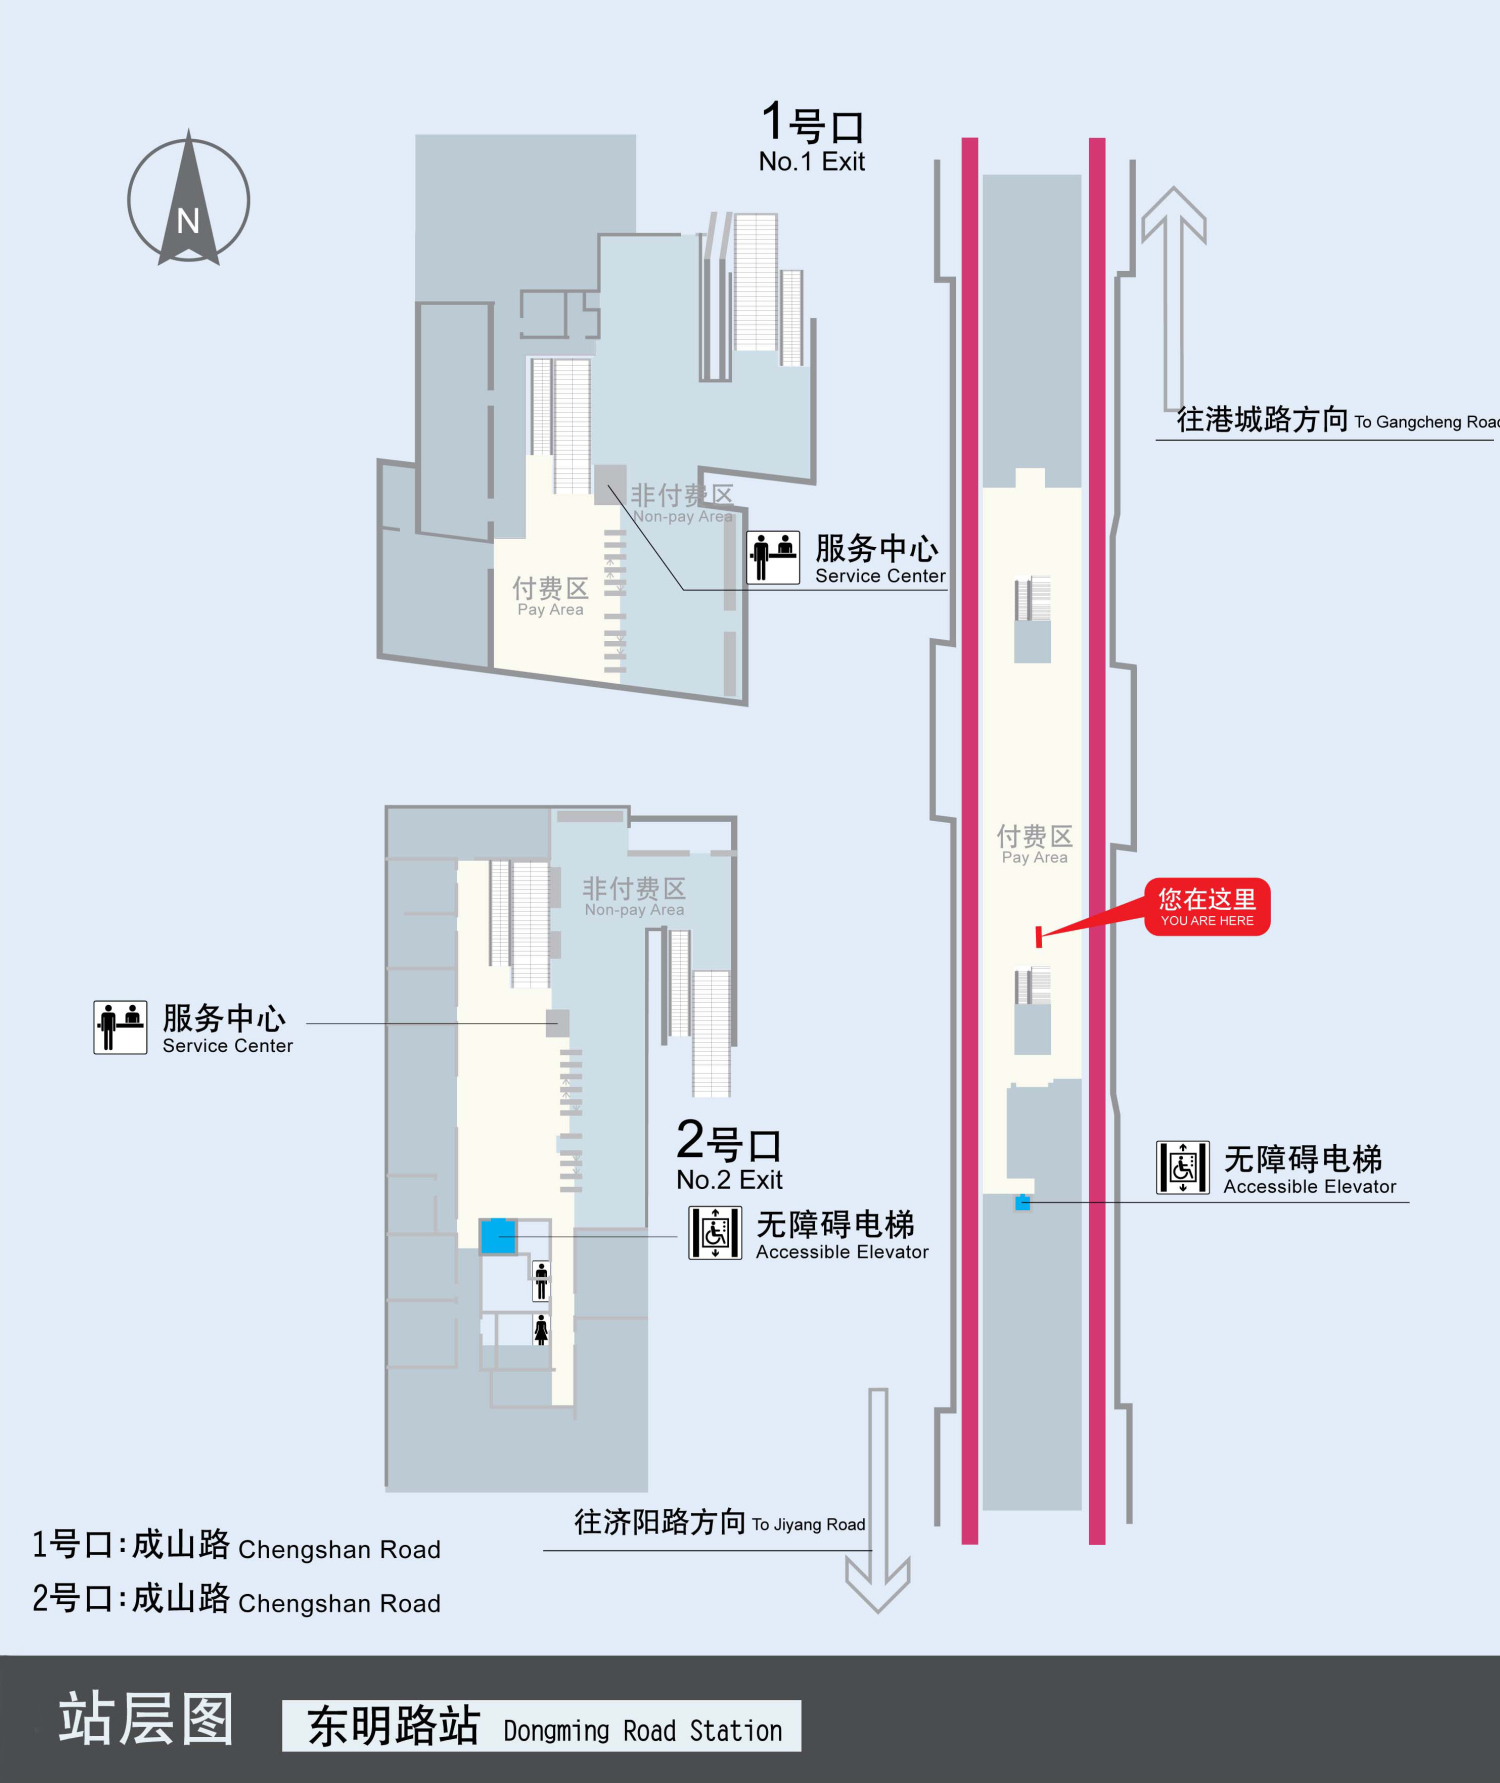 1号口
No.1 Exit
N
往港城路方向 To Gangcheng Road
非付费区
Non-pay Area
服务中心
Service Center
付费区
Pay Area
付费区
Pay Area
非付费区
Non-pay Area
您在这里
YOU ARE HERE
服务中心
Service Center
2号口
No.2 Exit
无障碍电梯
Accessible Elevator
无障碍电梯
Accessible Elevator
往济阳路方向 To Jiyang Road
1号口:成山路 Chengshan Road
2号口:成山路 Chengshan Road
站层图 东明路站 Dongming Road Station